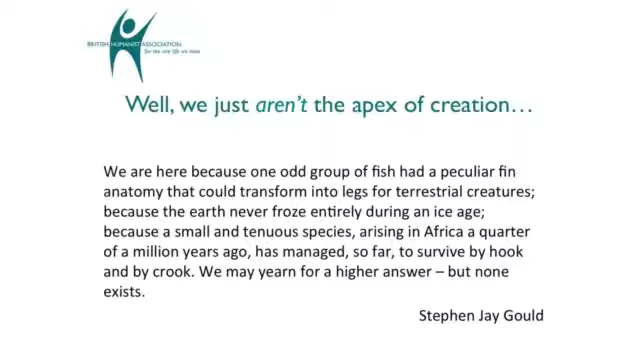 BRITISH HUMANIST ASSOCIATION
for the one life we have
Well, we just aren't the apex of creation…
We are here because one odd group of fish had a peculiar fin
anatomy that could transform into legs for terrestrial creatures;
because the earth never froze entirely during an ice age;
because a small and tenuous species, arising in Africa a quarter
of a million years ago, has managed, so far, to survive by hook
and by crook. We may yearn for a higher answer – but none
exists.
Stephen Jay Gould